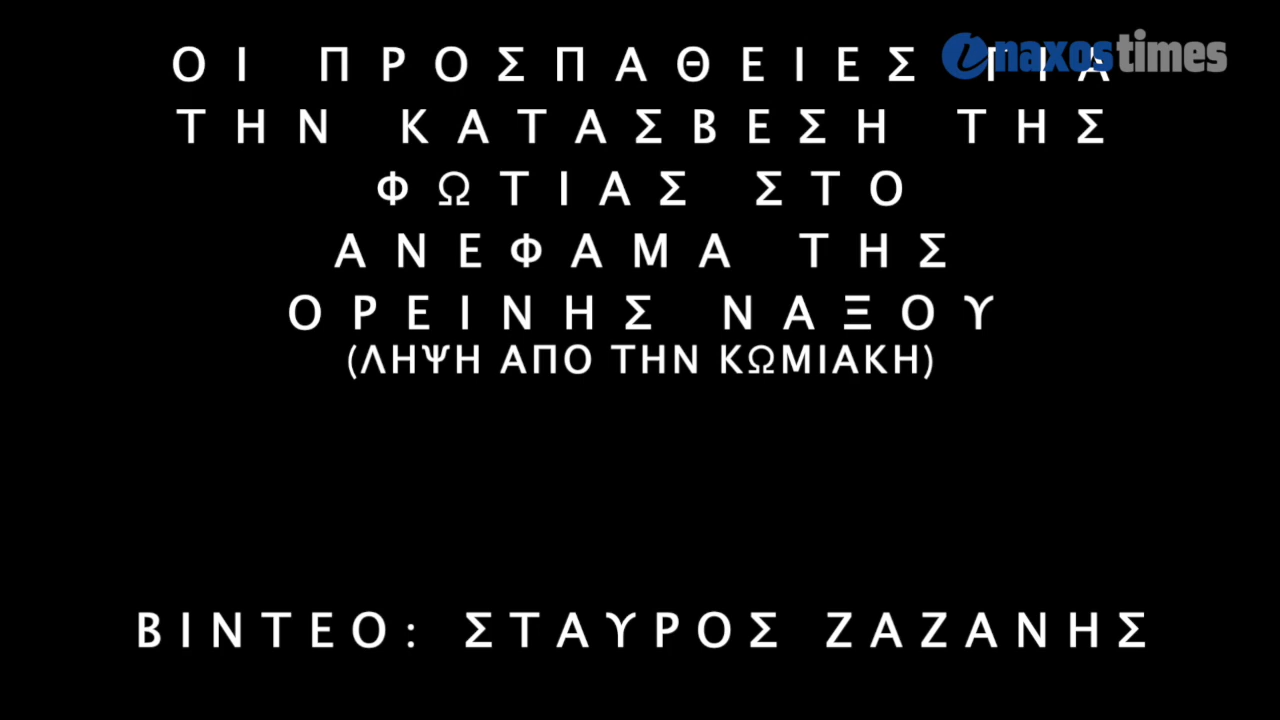 ΟΙ ΠΡΟΣΠΑΘΕΙΕΣ ΓΙΑ
naxostimes
ΤΗΝ ΚΑΤΑΣΒΕΣΗ ΤΗΣ
ΦΩΤΙΑΣ ΣΤΟ
ΑΝΕΦΑΜΑ ΤΗΣ
ΟΡΕΙΝΗΣ ΝΑΞΟΥ
(ΛΗΨΗ ΑΠΟ ΤΗΝ ΚΩΜΙΑΚΗ)
ΒΙΝΤΕΟ: ΣΤΑΥΡΟΣ ΖΑΖΑΝΗΣ